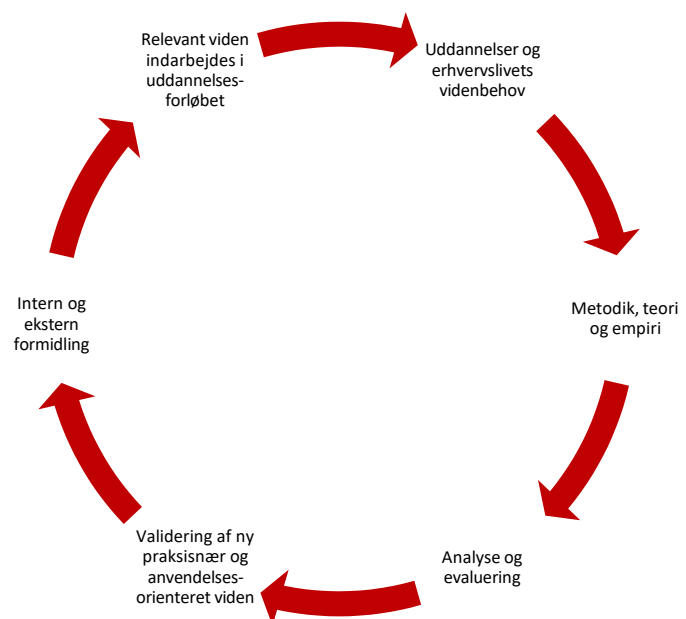 Relevant viden
indarbejdes i
uddannelses-
forløbet
Uddannelser og
erhvervslivets
videnbehov
Metodik, teori
og empiri
Analyse og
evaluering
Validering af ny
praksisnær og
anvendelses-
orienteret viden
Intern og
ekstern
formidling